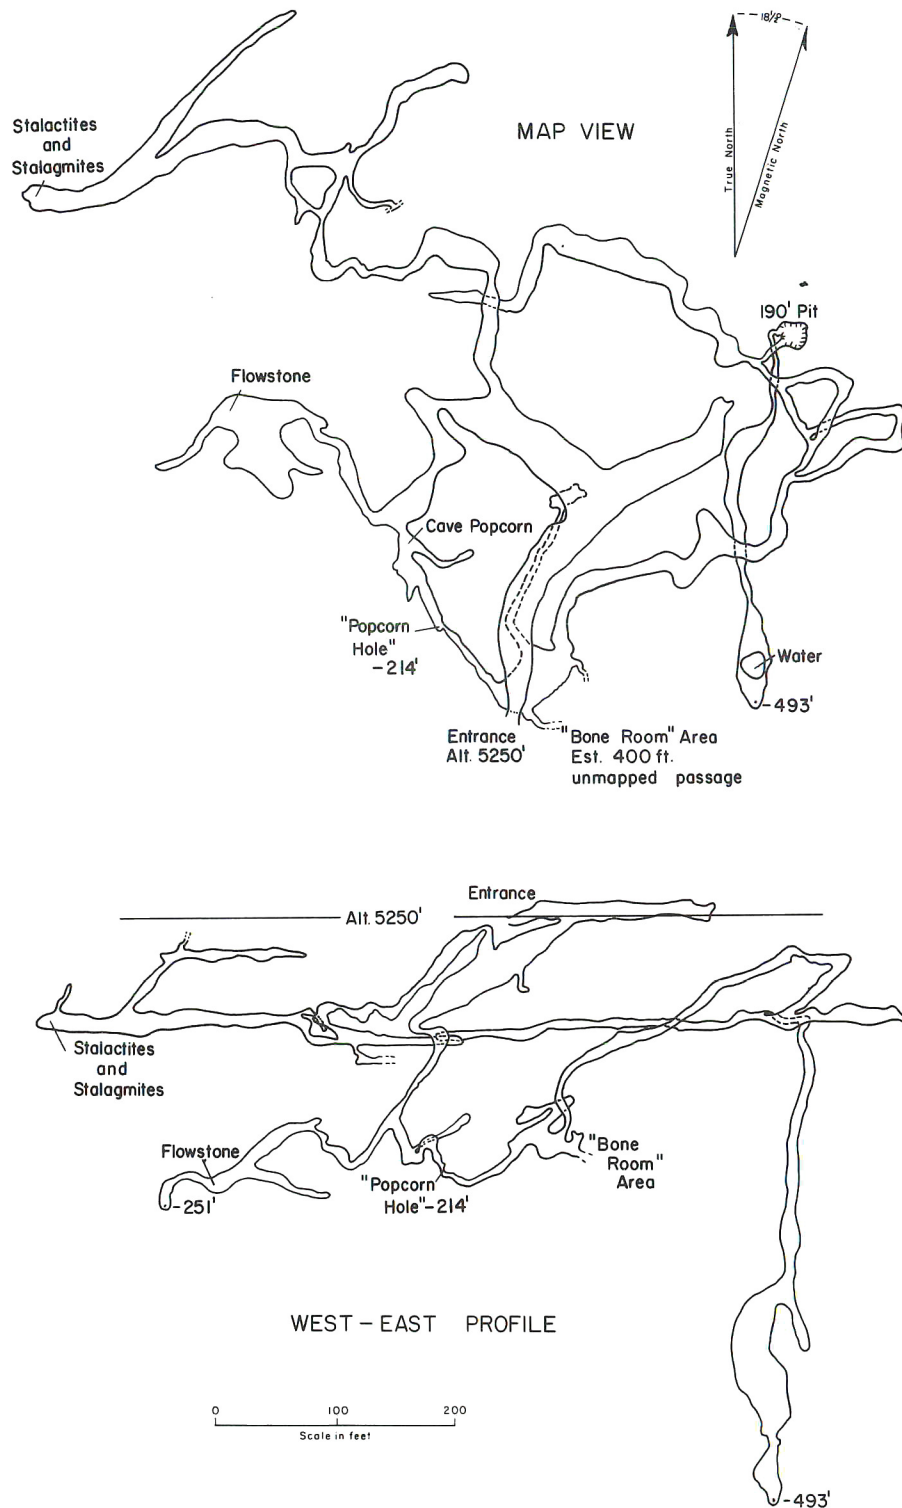 18½°
True North
Magnetic North
MAP VIEW
Stalactites
and
Stalagmites
190' Pit
Flowstone
Cave Popcorn
"Popcorn
Hole"
-214'
Water
-493'
Entrance
Alt. 5250'
"Bone Room" Area
Est. 400 ft.
unmapped passage
Entrance
Alt. 5250'
Stalactites
and
Stalagmites
Flowstone
-251'
"Popcorn
Hole" -214'
"Bone
Room"
Area
WEST - EAST PROFILE
0 100 200
Scale in feet
-493'